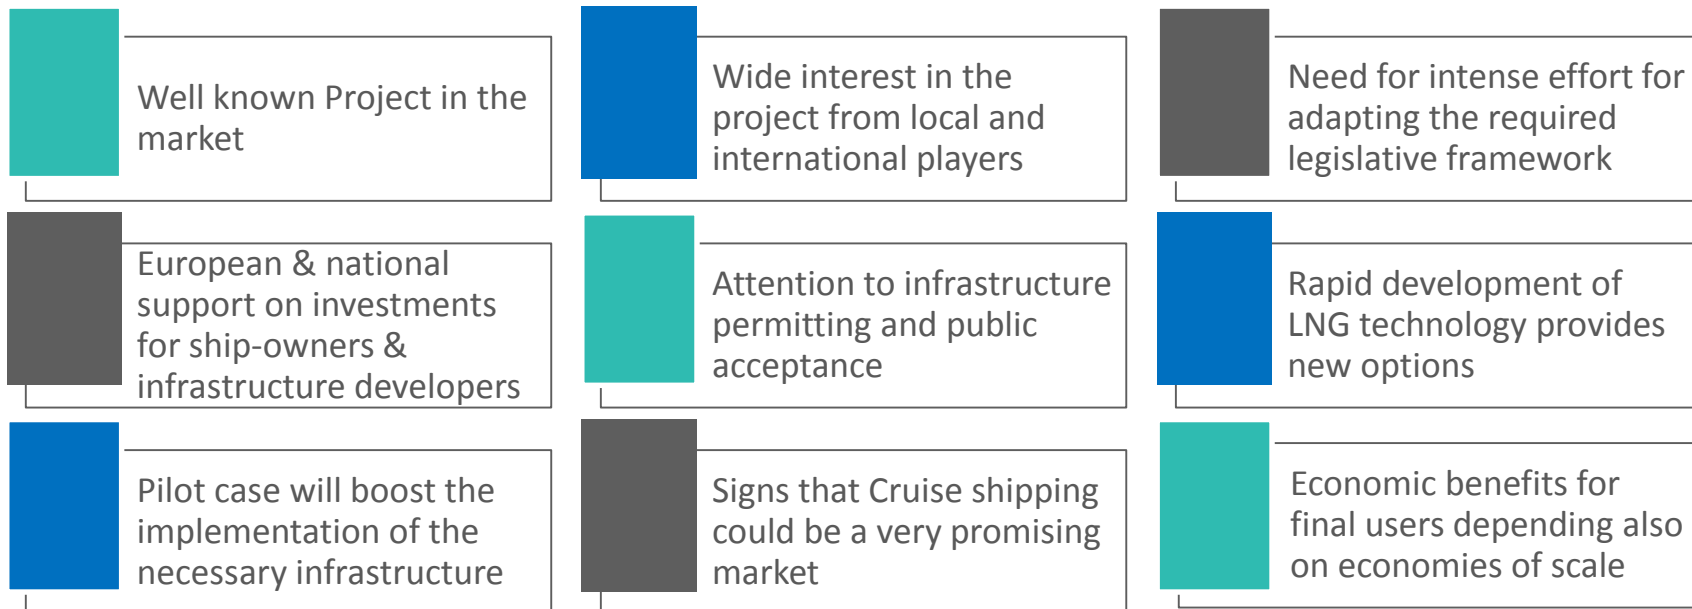 Well known Project in the
market
Wide interest in the
project from local and
international players
Need for intense effort for
adapting the required
legislative framework
European & national
support on investments
for ship-owners &
infrastructure developers
Attention to infrastructure
permitting and public
acceptance
Rapid development of
LNG technology provides
new options
Pilot case will boost the
implementation of the
necessary infrastructure
Signs that Cruise shipping
could be a very promising
market
Economic benefits for
final users depending also
on economies of scale